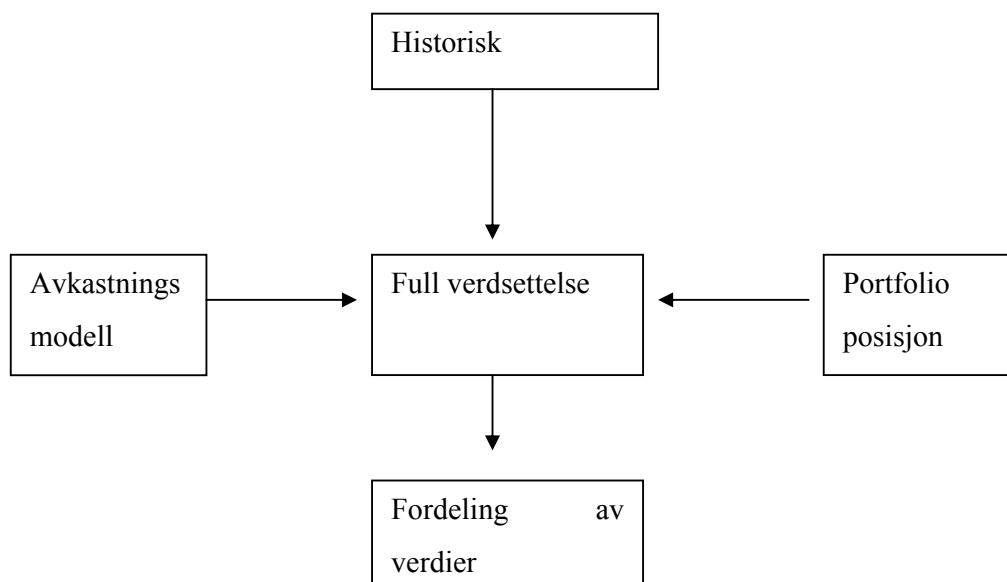 Historisk
Avkastnings
modell
Full verdsettelse
Portfolio
posisjon
Fordeling av
verdier